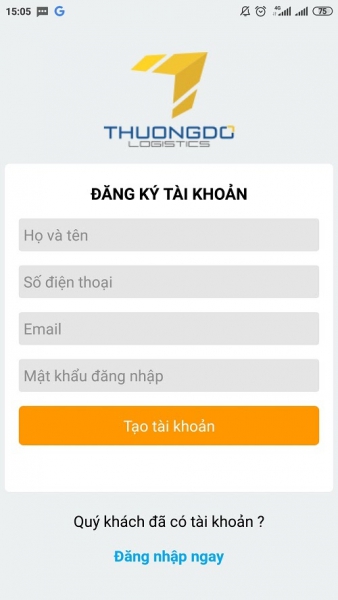 15:05
4G
75
THUONGDO
LOGISTICS
ĐĂNG KÝ TÀI KHOẢN
Họ và tên
Số điện thoại
Email
Mật khẩu đăng nhập
Tạo tài khoản
Quý khách đã có tài khoản ?
Đăng nhập ngay